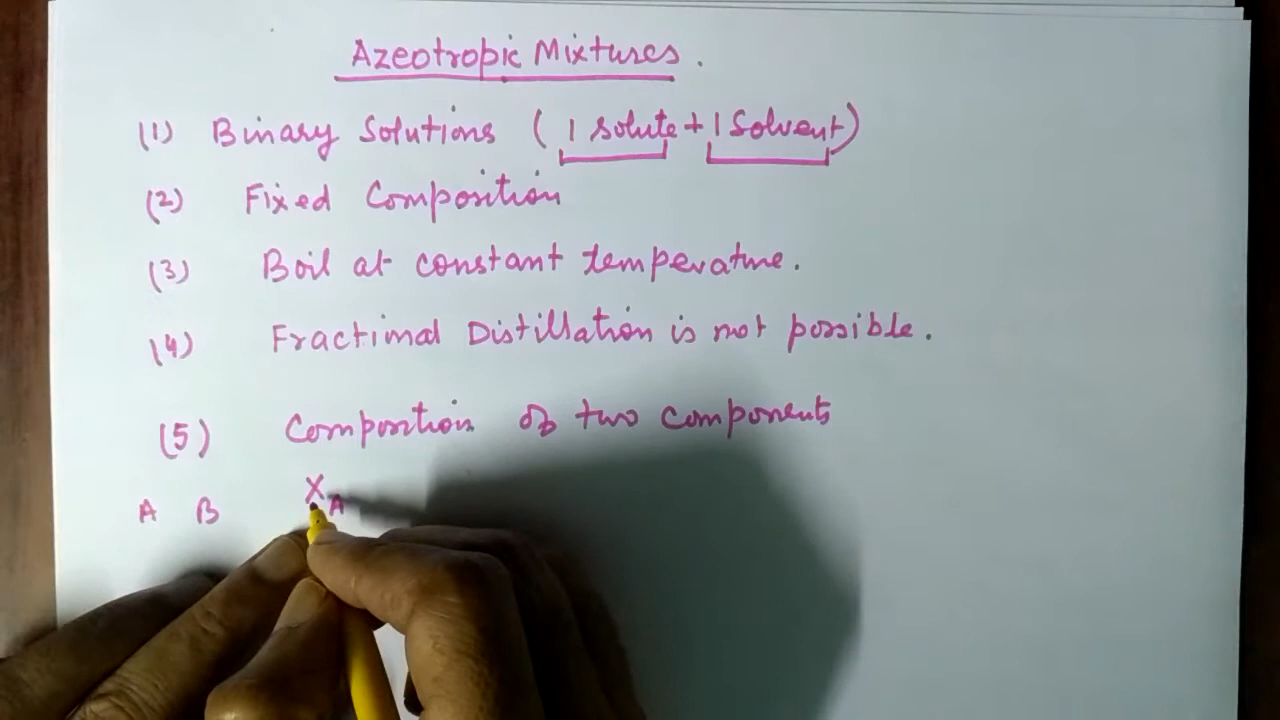 Azeotropic Mixtures.
(1) Binary Solutions (1 Solute + 1 Solvent)
(2) Fixed Composition
(3) Boil at constant temperature.
(4) Fractional Distillation is not possible.
(5) Composition of two components
A B X_A